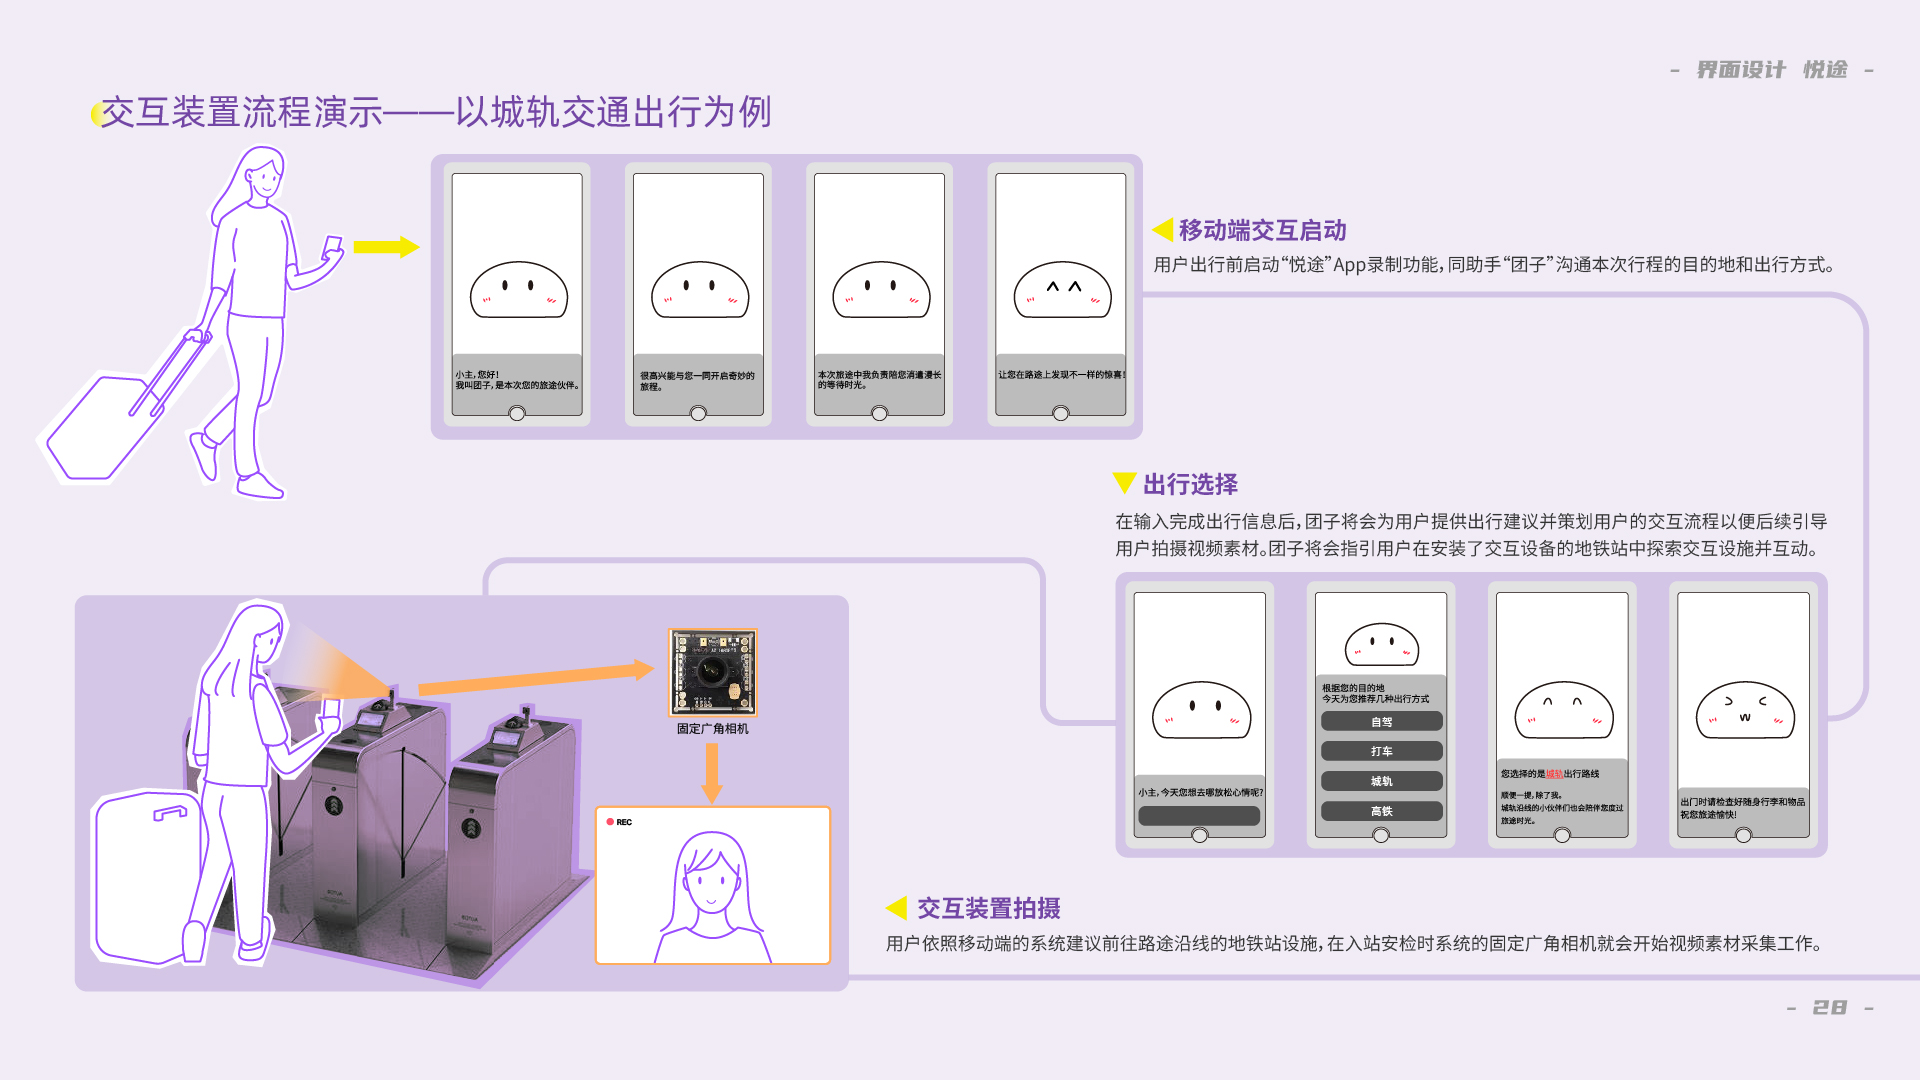 - 界面设计 悦途 -
交互装置流程演示——以城轨交通出行为例
小主，您好！
我叫团子，是本次您的旅途伙伴。
很高兴能与您一同开启奇妙的
旅程。
本次旅途中我负责陪您消遣漫长
的等待时光。
让您在路途上发现不一样的惊喜！
移动端交互启动
用户出行前启动“悦途”App录制功能，同助手“团子”沟通本次行程的目的地和出行方式。
出行选择
在输入完成出行信息后，团子将会为用户提供出行建议并策划用户的交互流程以便后续引导
用户拍摄视频素材。团子将会指引用户在安装了交互设备的地铁站中探索交互设施并互动。
小主，今天您想去哪放松心情呢？
根据您的目的地
今天为您推荐几种出行方式
自驾
打车
城轨
高铁
您选择的是城轨出行路线
顺便一提，除了我。
城轨沿线的小伙伴们也会陪伴您度过
旅途时光。
出门时请检查好随身行李和物品
祝您旅途愉快！
固定广角相机
REC
交互装置拍摄
用户依照移动端的系统建议前往路途沿线的地铁站设施，在入站安检时系统的固定广角相机就会开始视频素材采集工作。
- 28 -